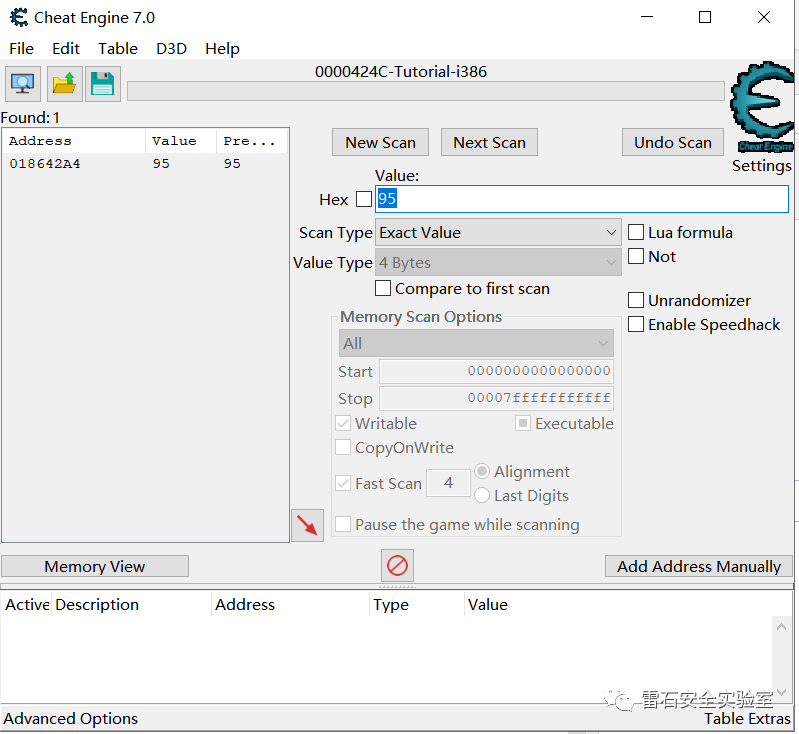 Cheat Engine 7.0
File Edit Table D3D Help
0000424C-Tutorial-i386
Found: 1
Address Value Pre...
018642A4 95 95
New Scan Next Scan Undo Scan
Cheat Engine
Settings
Value:
Hex 95
Scan Type Exact Value
Lua formula
Value Type 4 Bytes
Not
Compare to first scan
Unrandomizer
Enable Speedhack
Memory Scan Options
All
Start 0000000000000000
Stop 00007fffffffffff
Writable Executable
CopyOnWrite
Fast Scan 4
Alignment
Last Digits
Pause the game while scanning
Memory View
Add Address Manually
Active Description Address Type Value
雷石安全实验室
Advanced Options Table Extras